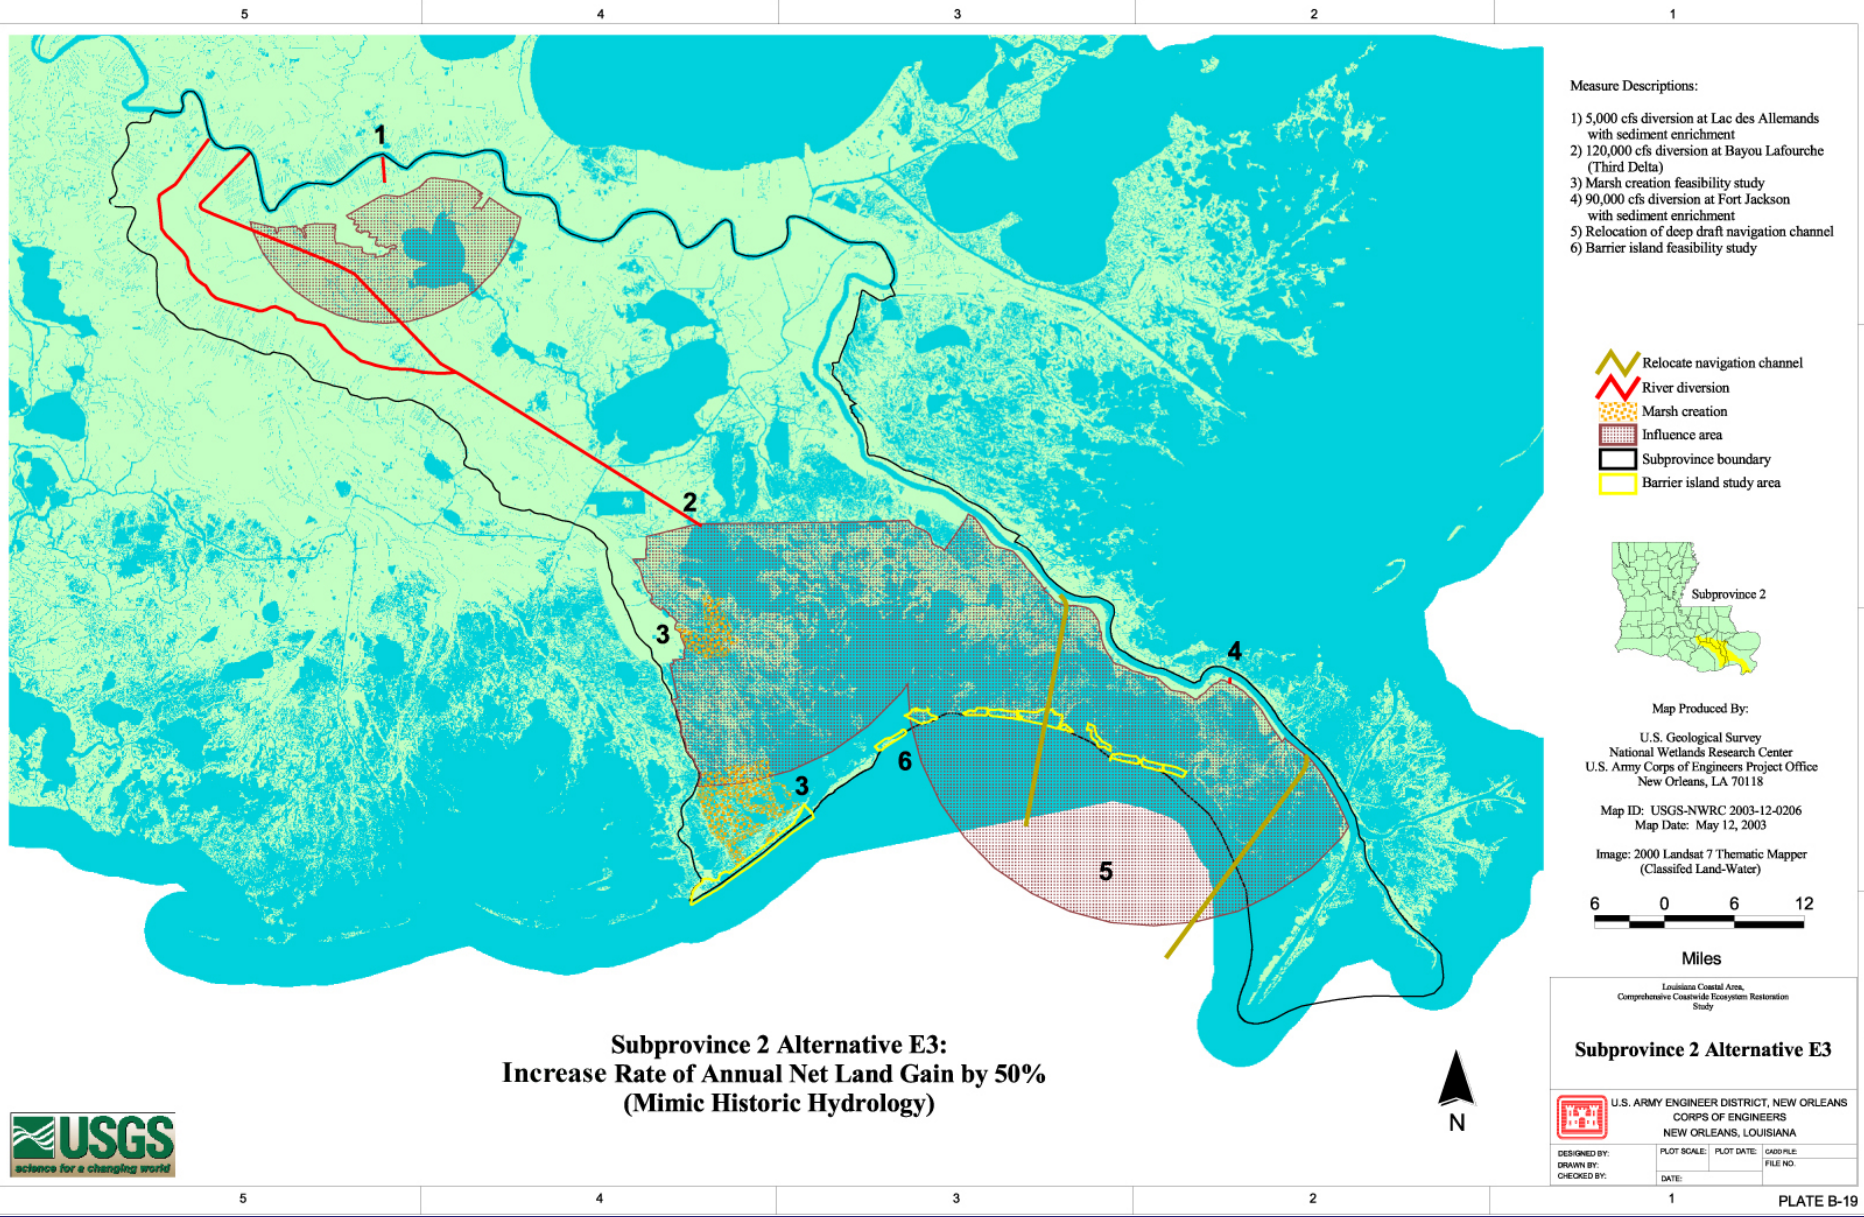 5 4 3 2 1
Measure Descriptions:
1) 5,000 cfs diversion at Lac des Allemands
with sediment enrichment
2) 120,000 cfs diversion at Bayou Lafourche
(Third Delta)
3) Marsh creation feasibility study
4) 90,000 cfs diversion at Fort Jackson
with sediment enrichment
5) Relocation of deep draft navigation channel
6) Barrier island feasibility study
1
2
3
3
4
5
6
Relocate navigation channel
River diversion
Marsh creation
Influence area
Subprovince boundary
Barrier island study area
Subprovince 2
Map Produced By:
U.S. Geological Survey
National Wetlands Research Center
U.S. Army Corps of Engineers Project Office
New Orleans, LA 70118
Map ID: USGS-NWRC 2003-12-0206
Map Date: May 12, 2003
Image: 2000 Landsat 7 Thematic Mapper
(Classifed Land-Water)
6 0 6 12
Miles
Louisiana Coastal Area,
Comprehensive Coastwide Ecosystem Restoration
Study
Subprovince 2 Alternative E3
U.S. ARMY ENGINEER DISTRICT, NEW ORLEANS
CORPS OF ENGINEERS
NEW ORLEANS, LOUISIANA
DESIGNED BY:
DRAWN BY:
CHECKED BY:
PLOT SCALE:
PLOT DATE:
CADD FILE:
FILE NO.
DATE:
Subprovince 2 Alternative E3:
Increase Rate of Annual Net Land Gain by 50%
(Mimic Historic Hydrology)
N
USGS
science for a changing world
5 4 3 2 1
PLATE B-19